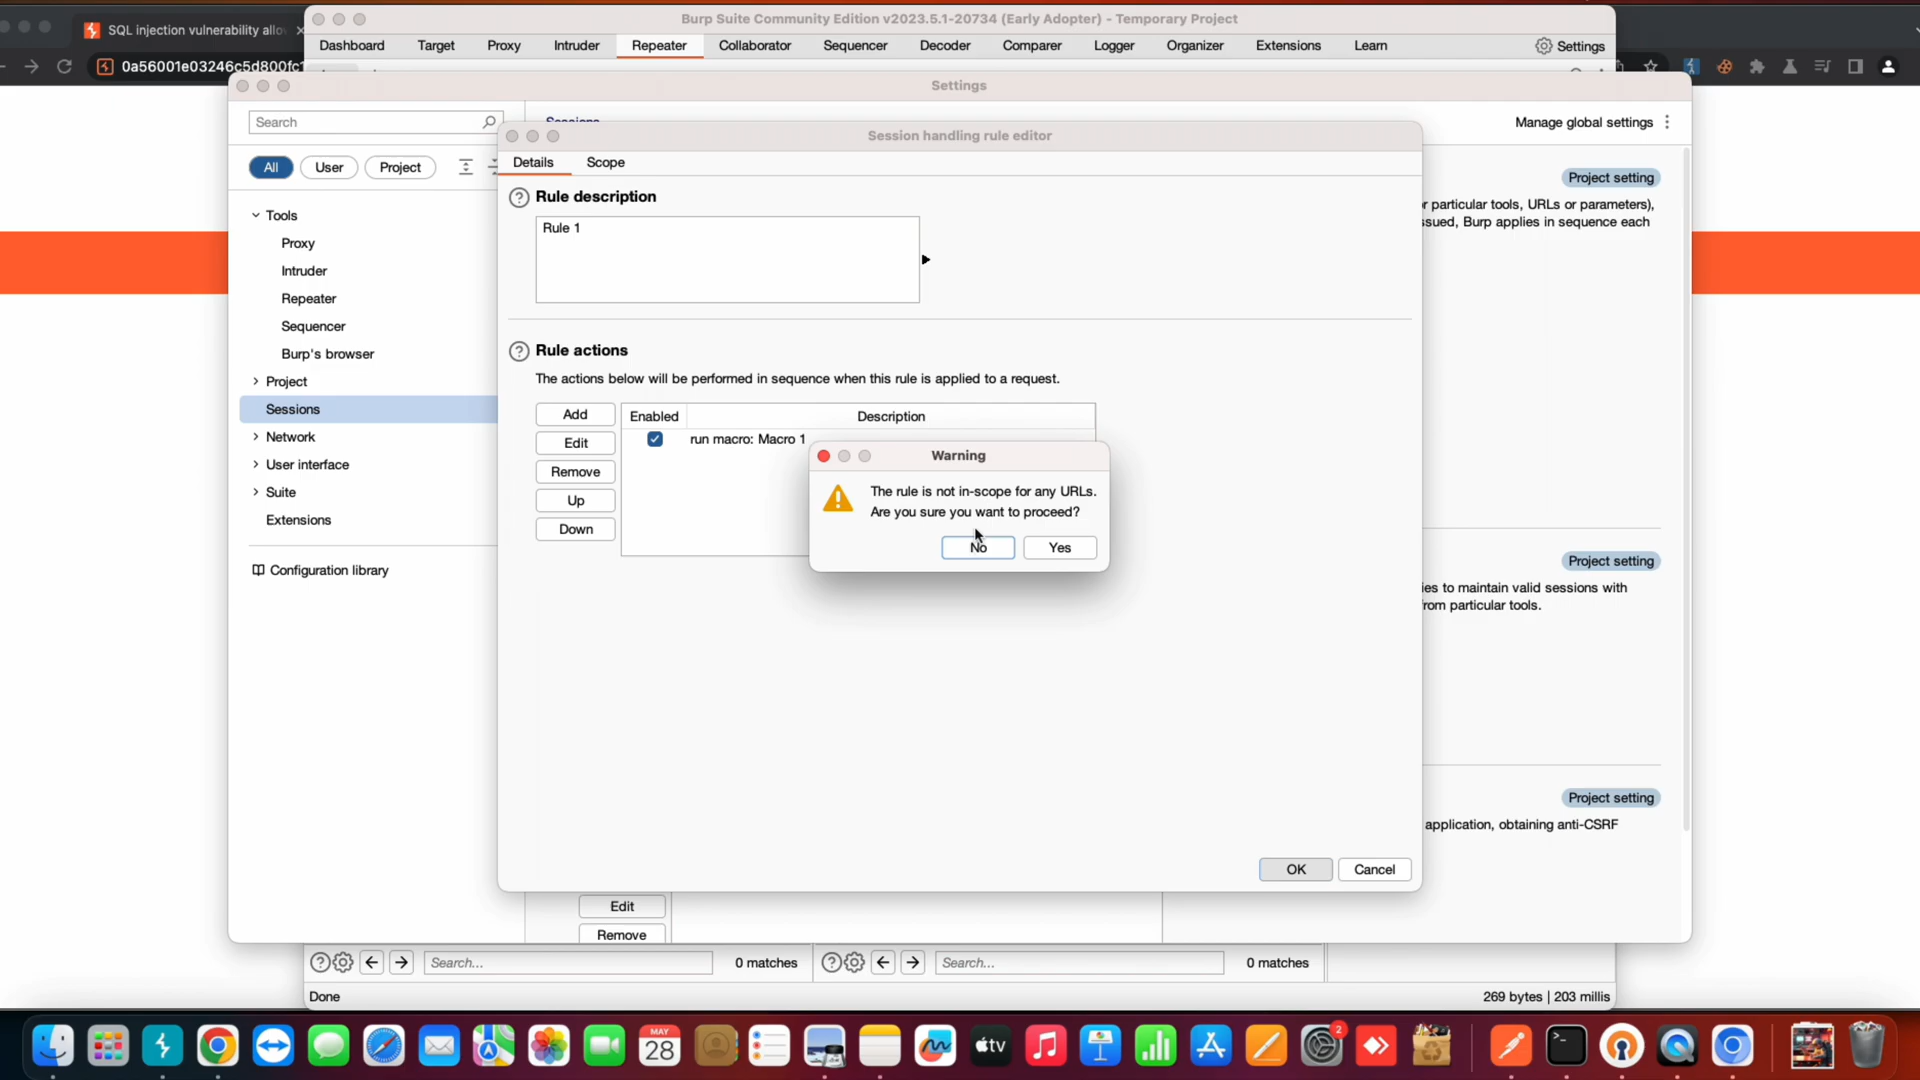 Burp Suite Community Edition v2023.5.1-20734 (Early Adopter) - Temporary Project
SQL injection vulnerability allo
Dashboard Target Proxy Intruder Repeater Collaborator Sequencer Decoder Comparer Logger Organizer Extensions Learn Settings
0a56001e03246c5d800fc1
Settings
Search
Sessions
Manage global settings
Session handling rule editor
All User Project
Details Scope
Project setting
Rule description
r particular tools, URLs or parameters),
ssued, Burp applies in sequence each
Rule 1
Tools
Proxy
Intruder
Repeater
Sequencer
Burp's browser
Project
Sessions
Network
User interface
Suite
Extensions
Configuration library
Rule actions
The actions below will be performed in sequence when this rule is applied to a request.
Add
Edit
Remove
Up
Down
Enabled Description
run macro: Macro 1
Warning
The rule is not in-scope for any URLs.
Are you sure you want to proceed?
No Yes
Project setting
ies to maintain valid sessions with
rom particular tools.
Project setting
application, obtaining anti-CSRF
OK Cancel
Edit
Remove
Search... 0 matches Search... 0 matches
Done 269 bytes | 203 millis
MAY
28
tv
2